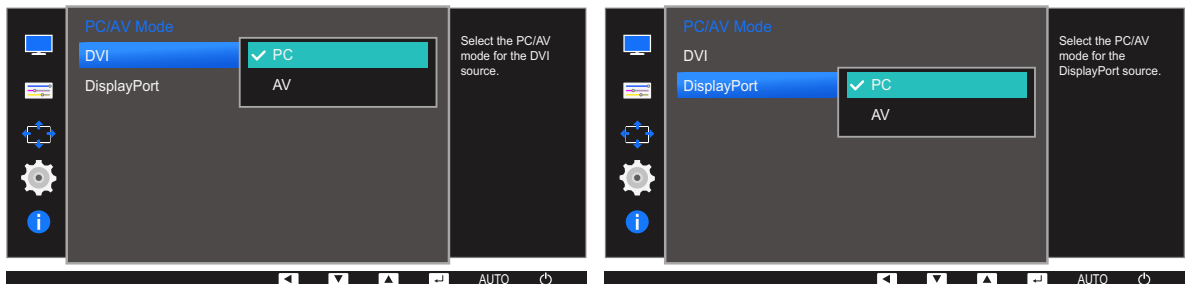 PC/AV Mode
DVI
PC
DisplayPort
AV
Select the PC/AV
mode for the DVI
source.
AUTO
PC/AV Mode
DVI
DisplayPort
PC
AV
Select the PC/AV
mode for the
DisplayPort source.
AUTO